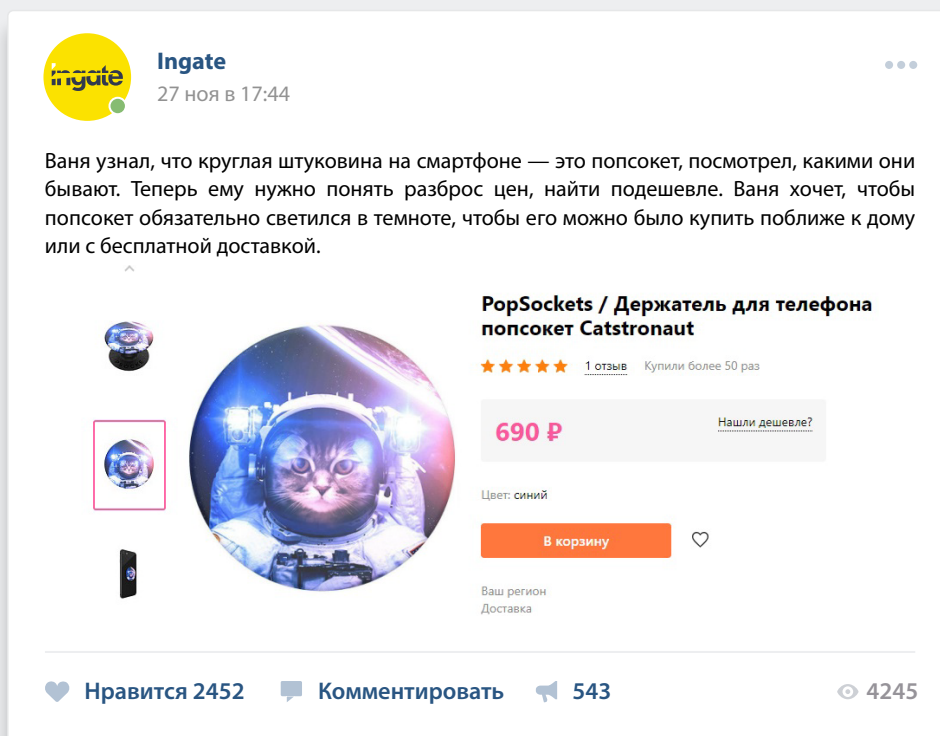 ingate
Ingate
27 ноя в 17:44
Ваня узнал, что круглая штуковина на смартфоне — это попсокет, посмотрел, какими они
бывают. Теперь ему нужно понять разброс цен, найти подешевле. Ваня хочет, чтобы
попсокет обязательно светился в темноте, чтобы его можно было купить поближе к дому
или с бесплатной доставкой.
PopSockets / Держатель для телефона
попсокет Catstronaut
1 отзыв Купили более 50 раз
690 ₽ Нашли дешевле?
Цвет: синий
В корзину
Ваш регион
Доставка
Нравится 2452 Комментировать 543 4245